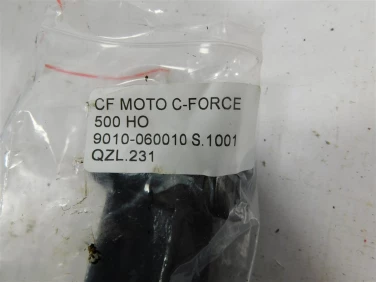 CF MOTO C-FORCE
500 HO
9010-060010 S.1001
QZL.231